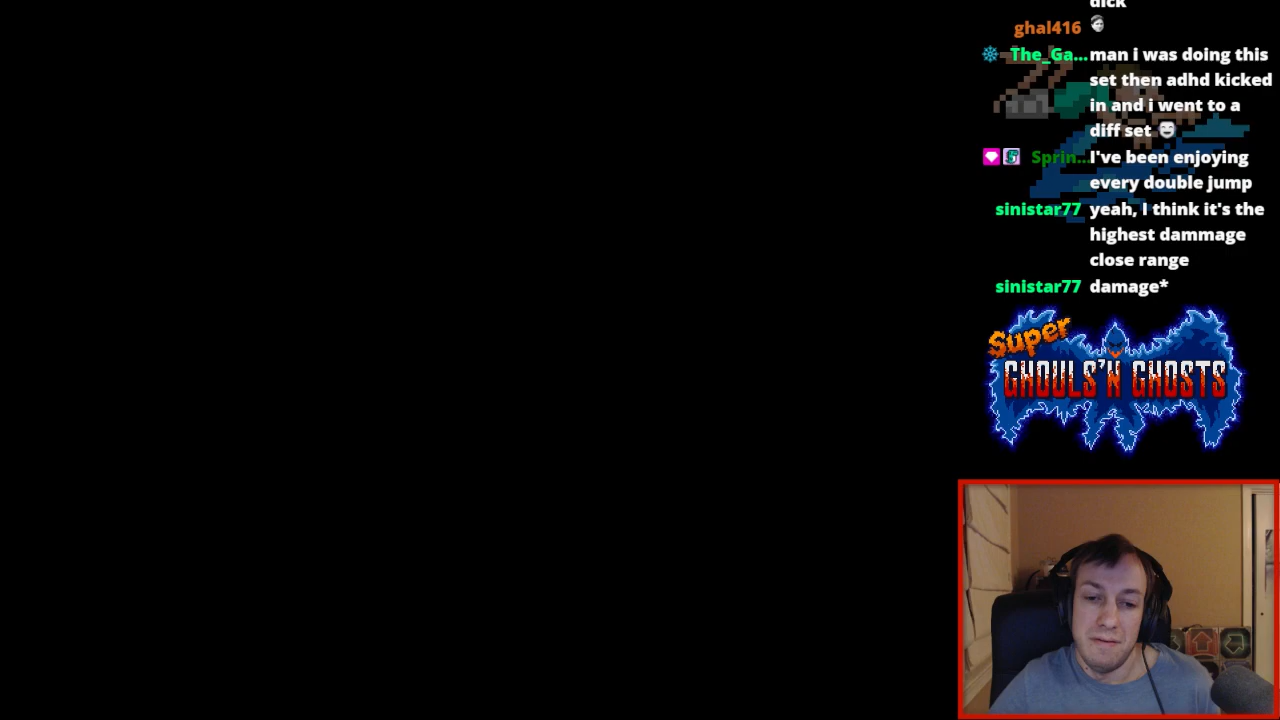 dick
ghal416
The_Ga... man i was doing this
set then adhd kicked
in and i went to a
diff set
Sprin... I've been enjoying
every double jump
sinistar77 yeah, I think it's the
highest dammage
close range
sinistar77 damage*
Super
GHOULS'N GHOSTS